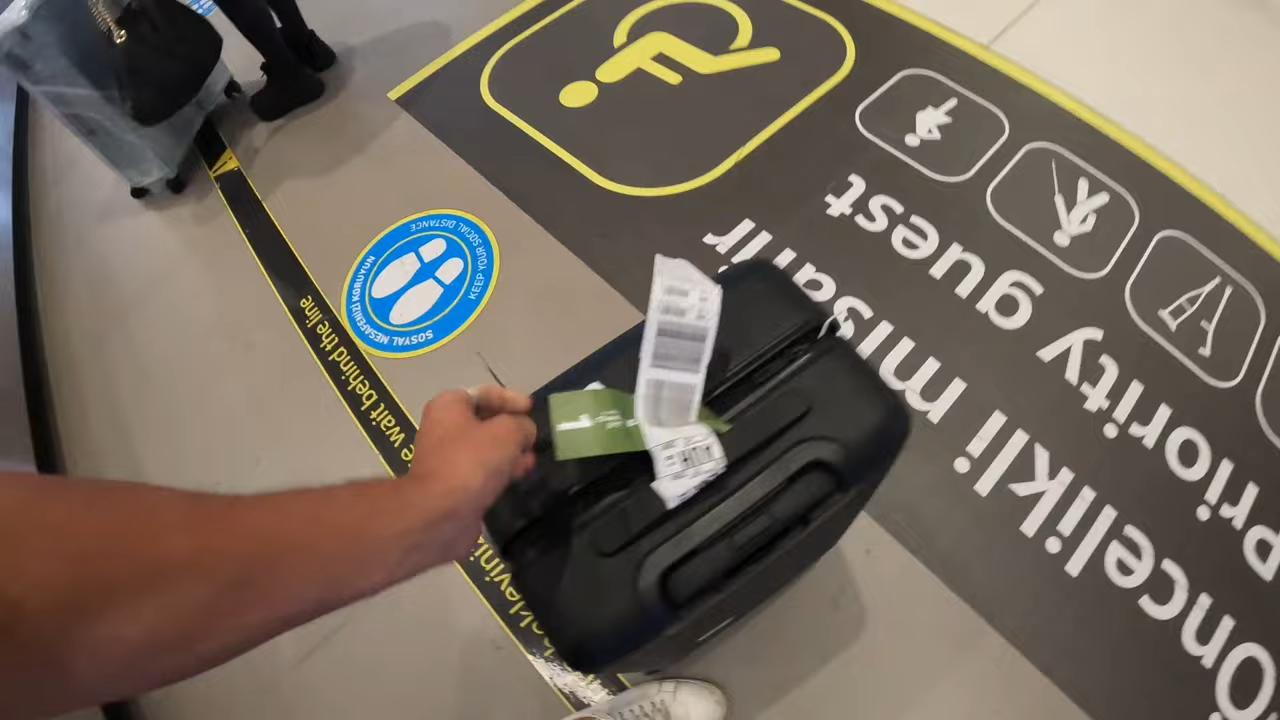 Öncelikli misafir
Priority guest
SOSYAL MESAFENİZİ KORUYUN
KEEP YOUR SOCIAL DISTANCE
wait behind the line